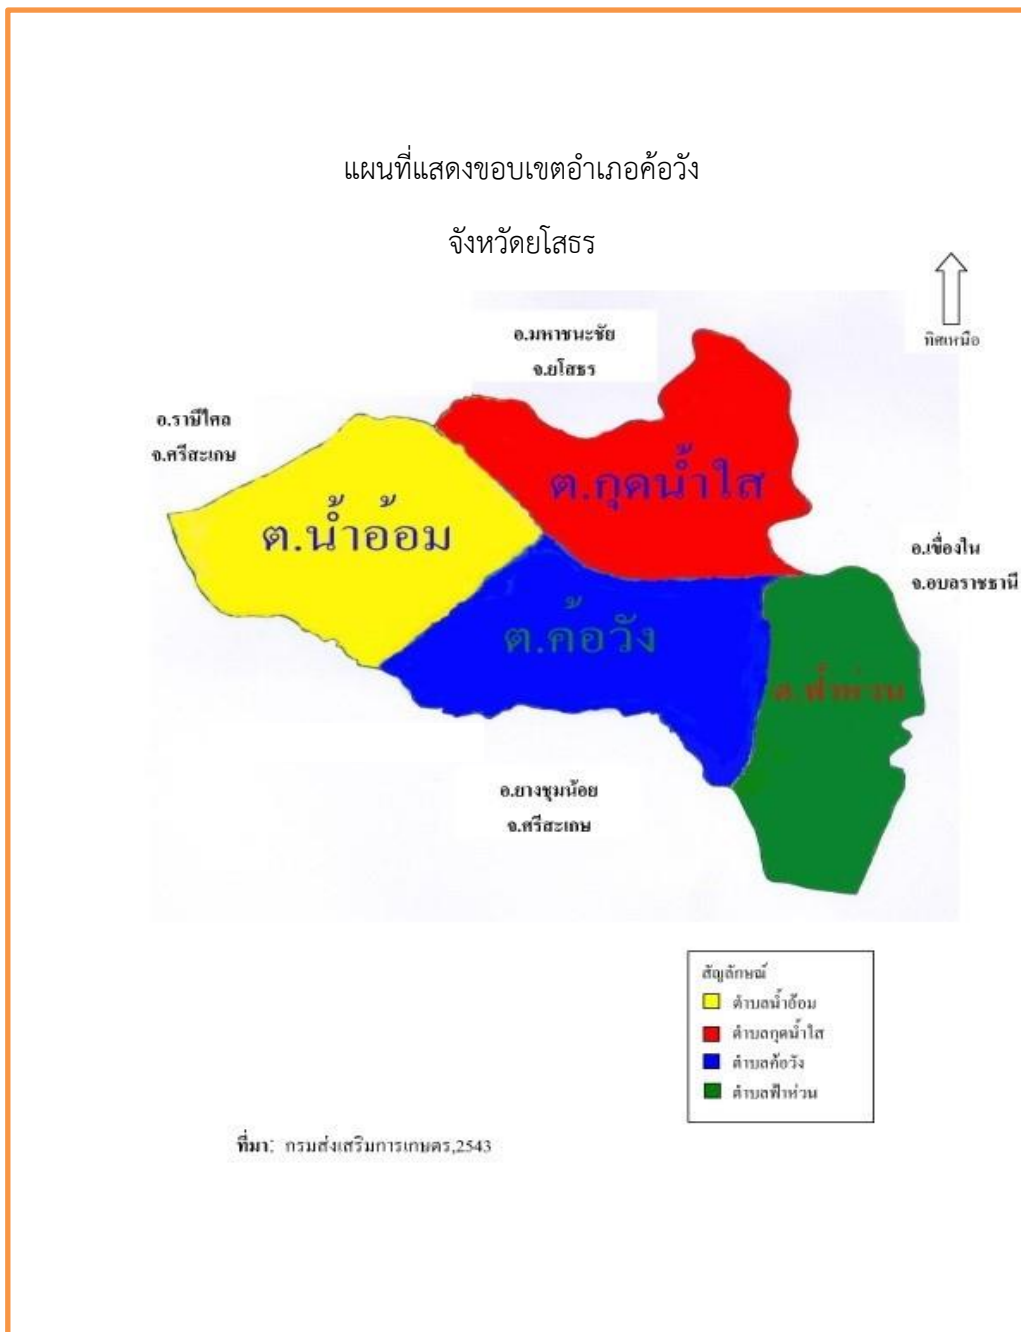 แผนที่แสดงขอบเขตอำเภอค้อวัง
จังหวัดยโสธร
ทิศเหนือ
อ.มหาชนะชัย
จ.ยโสธร
อ.ราษีไศล
จ.ศรีสะเกษ
ต.กุดน้ำใส
ต.น้ำอ้อม
อ.เขื่องใน
จ.อบลราชธานี
ต.ค้อวัง
ต.ฟ้าห่วน
อ.ยางชุมน้อย
จ.ศรีสะเกษ
สัญลักษณ์
ตำบลน้ำอ้อม
ตำบลกุดน้ำใส
ตำบลค้อวัง
ตำบลฟ้าห่วน
ที่มา: กรมส่งเสริมการเกษตร,2543